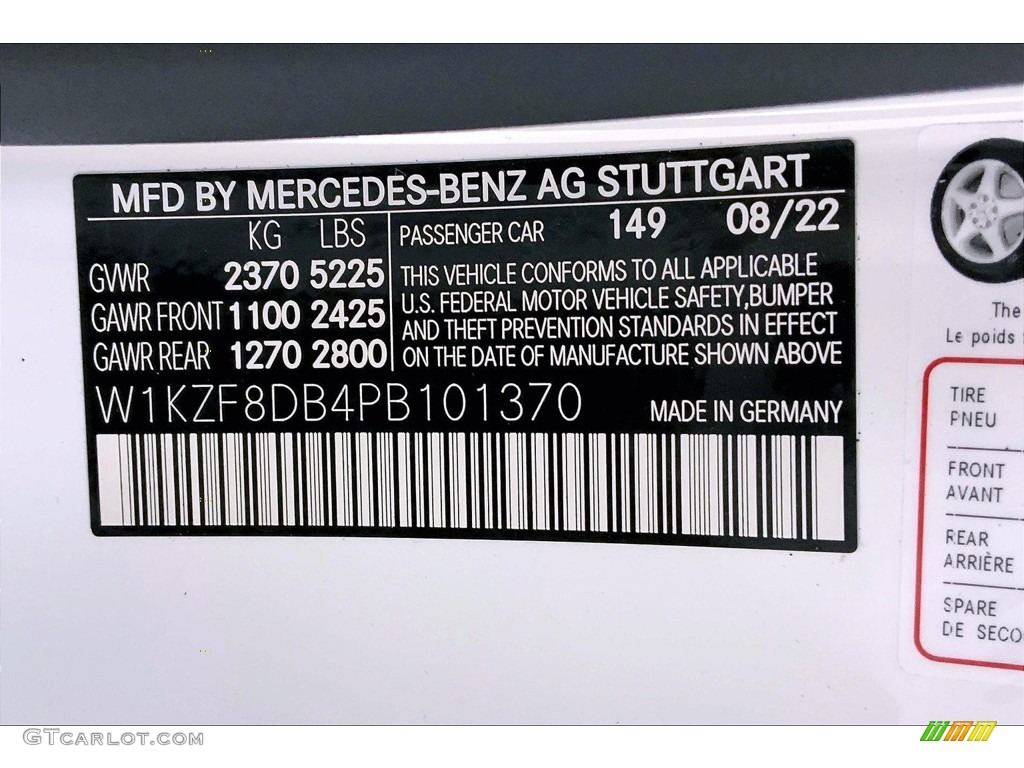 MFD BY MERCEDES-BENZ AG STUTTGART
KG LBS
GVWR 2370 5225
GAWR FRONT 1100 2425
GAWR REAR 1270 2800
PASSENGER CAR 149 08/22
THIS VEHICLE CONFORMS TO ALL APPLICABLE
U.S. FEDERAL MOTOR VEHICLE SAFETY,BUMPER
AND THEFT PREVENTION STANDARDS IN EFFECT
ON THE DATE OF MANUFACTURE SHOWN ABOVE
W1KZF8DB4PB101370
MADE IN GERMANY
The
Le poids
TIRE
PNEU
FRONT
AVANT
REAR
ARRIÈRE
SPARE
DE SECO
GTCARLOT.COM